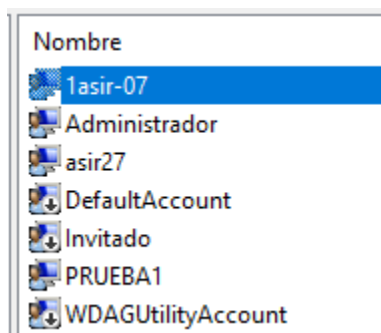 Nombre
1asir-07
Administrador
asir27
DefaultAccount
Invitado
PRUEBA1
WDAGUtilityAccount